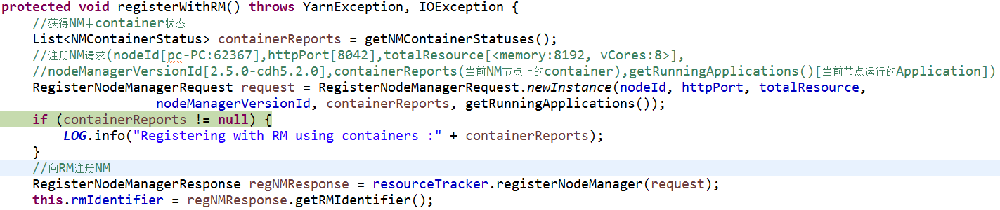 protected void registerWithRM() throws YarnException, IOException {
//获得NM中container状态
List<NMContainerStatus> containerReports = getNMContainerStatuses();
//注册NM请求(nodeId[pc-PC:62367],httpPort[8042],totalResource[<memory:8192, vCores:8>],
//nodeManagerVersionId[2.5.0-cdh5.2.0],containerReports(当前NM节点上的container),getRunningApplications()[当前节点运行的Application])
RegisterNodeManagerRequest request = RegisterNodeManagerRequest.newInstance(nodeId, httpPort, totalResource,
nodeManagerVersionId, containerReports, getRunningApplications());
if (containerReports != null) {
LOG.info("Registering with RM using containers :" + containerReports);
}
//向RM注册NM
RegisterNodeManagerResponse regNMResponse = resourceTracker.registerNodeManager(request);
this.rmIdentifier = regNMResponse.getRMIdentifier();